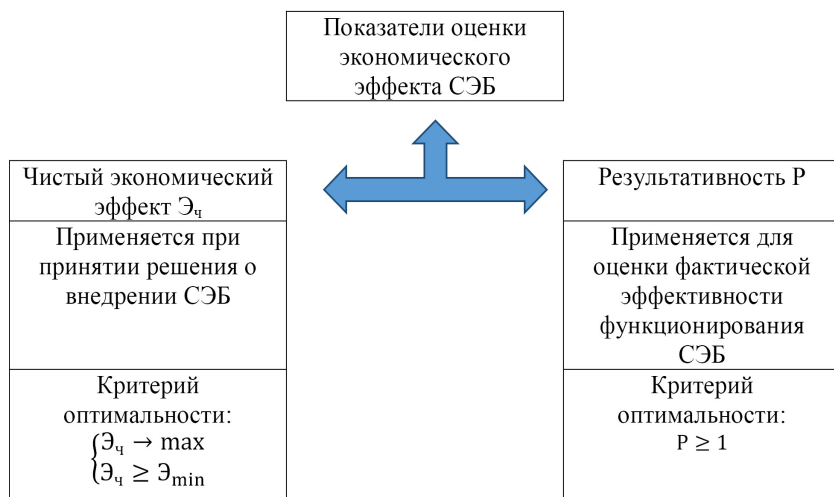 Показатели оценки
экономического
эффекта СЭБ
Чистый экономический
эффект Эч
Применяется при
принятии решения о
внедрении СЭБ
Критерий
оптимальности:
Эч → max
Эч ≥ Эmin
Результативность Р
Применяется для
оценки фактической
эффективности
функционирования
СЭБ
Критерий
оптимальности:
Р ≥ 1